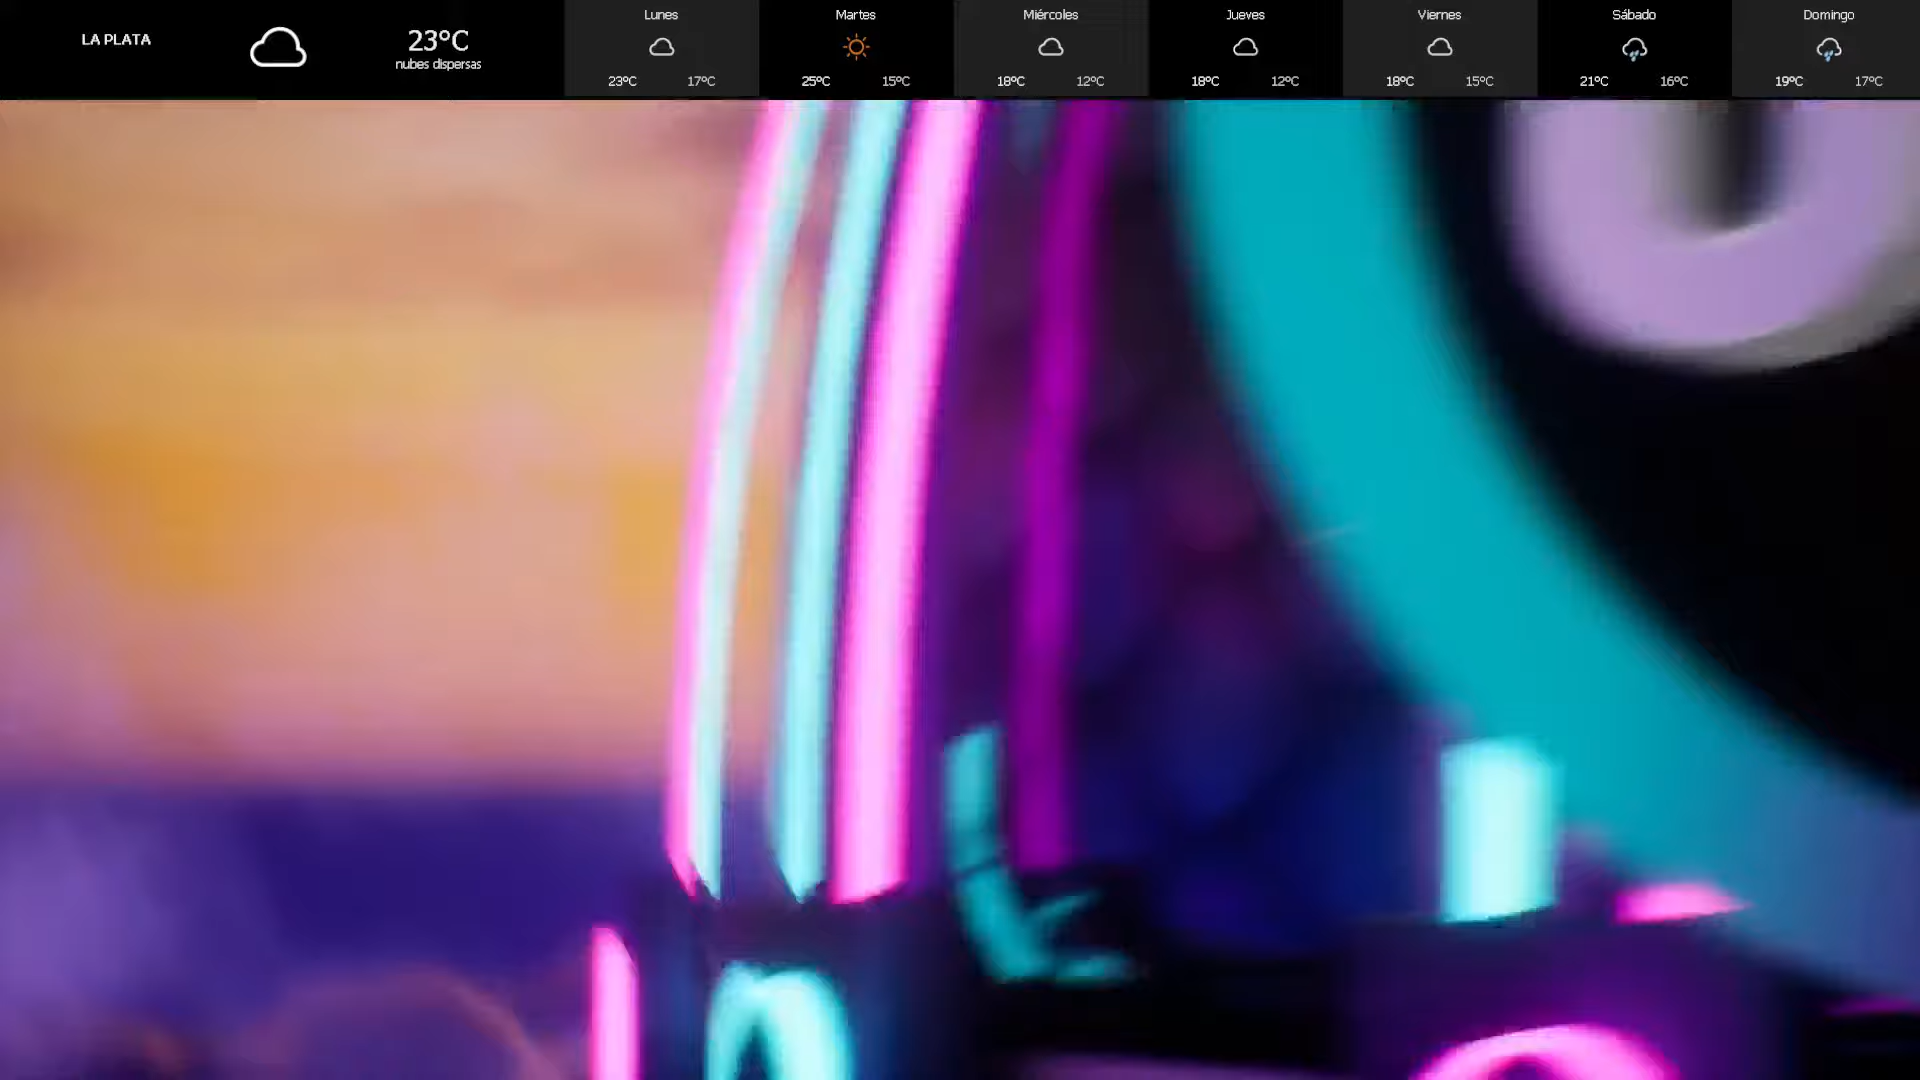 LA PLATA
23°C
nubes dispersas
Lunes
23°C 17°C
Martes
25°C 15°C
Miércoles
18°C 12°C
Jueves
18°C 12°C
Viernes
18°C 15°C
Sábado
21°C 16°C
Domingo
19°C 17°C